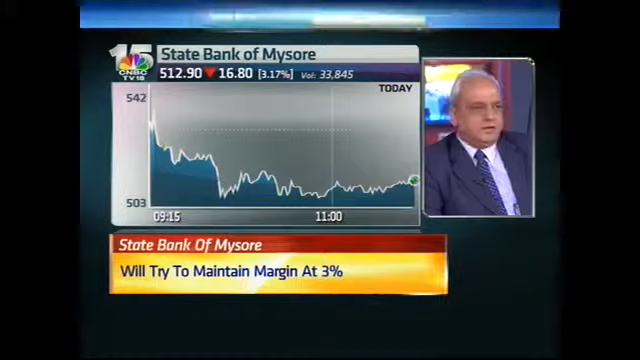 15
CNBC
TV18
State Bank of Mysore
512.90 ▼ 16.80 [3.17%] Vol: 33,845
TODAY
542
503
09:15 11:00
State Bank Of Mysore
Will Try To Maintain Margin At 3%